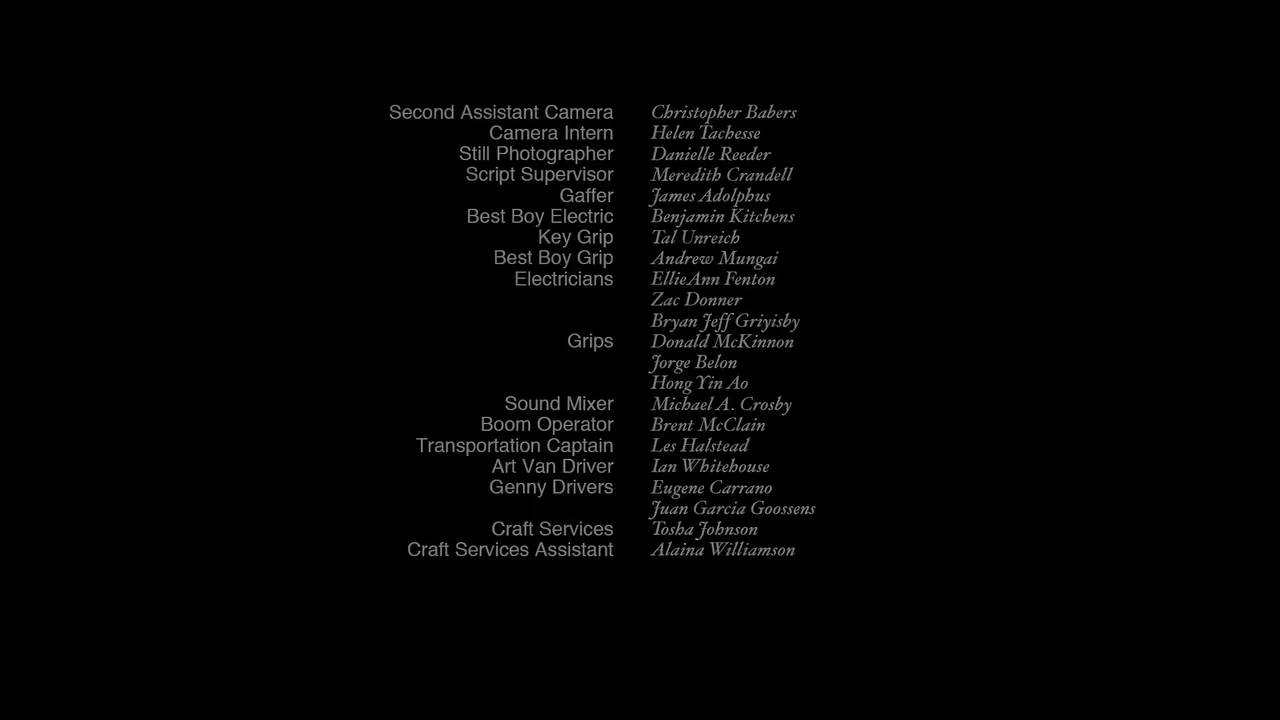 Second Assistant Camera Christopher Babers
Camera Intern Helen Tachesse
Still Photographer Danielle Reeder
Script Supervisor Meredith Crandell
Gaffer James Adolphus
Best Boy Electric Benjamin Kitchens
Key Grip Tal Unreich
Best Boy Grip Andrew Mungai
Electricians EllieAnn Fenton
Zac Donner
Bryan Jeff Griyisby
Grips Donald McKinnon
Jorge Belon
Hong Yin Ao
Sound Mixer Michael A. Crosby
Boom Operator Brent McClain
Transportation Captain Les Halstead
Art Van Driver Ian Whitehouse
Genny Drivers Eugene Carrano
Juan Garcia Goossens
Craft Services Tosha Johnson
Craft Services Assistant Alaina Williamson